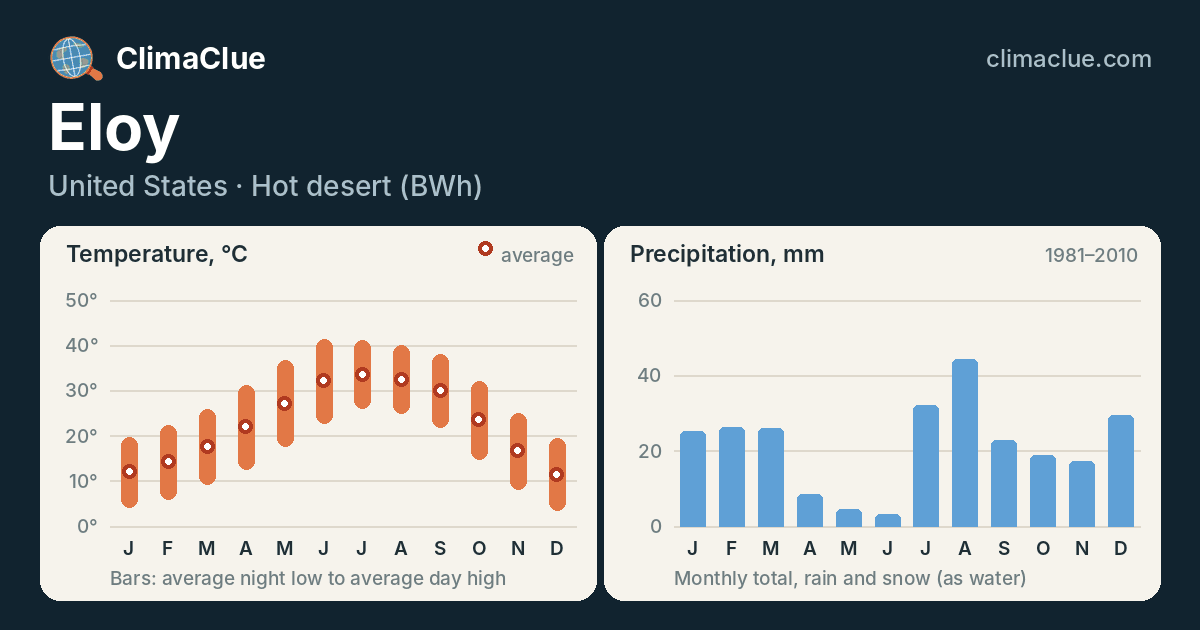 ClimaClue
climaclue.com
Eloy
United States · Hot desert (BWh)
Temperature, °C
average
50°
40°
30°
20°
10°
0°
J F M A M J J A S O N D
Bars: average night low to average day high
Precipitation, mm
1981–2010
60
40
20
0
J F M A M J J A S O N D
Monthly total, rain and snow (as water)